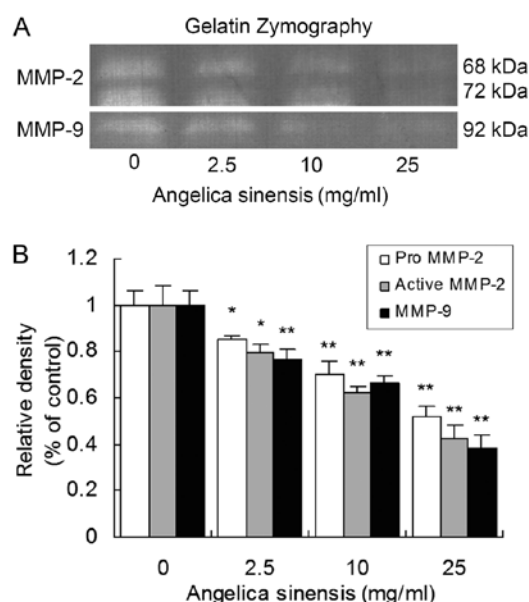 A
Gelatin Zymography
MMP-2
68 kDa
72 kDa
MMP-9
92 kDa
0 2.5 10 25
Angelica sinensis (mg/ml)
B
Relative density
(% of control)
1.2
1
0.8
0.6
0.4
0.2
0
Pro MMP-2
Active MMP-2
MMP-9
* * **
** ** **
** ** **
0 2.5 10 25
Angelica sinensis (mg/ml)